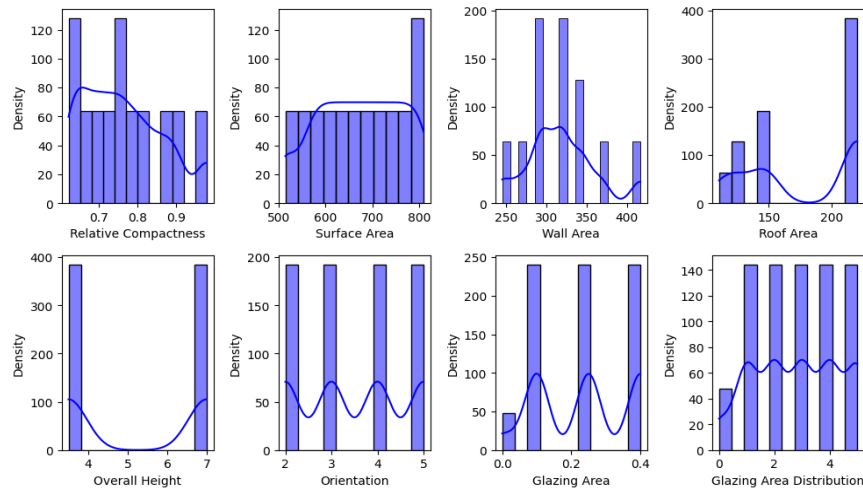 Density
120
100
80
60
40
20
0
0.7 0.8 0.9
Relative Compactness
Density
120
100
80
60
40
20
0
500 600 700 800
Surface Area
Density
200
150
100
50
0
250 300 350 400
Wall Area
Density
400
300
200
100
0
150 200
Roof Area
Density
400
300
200
100
0
4 5 6 7
Overall Height
Density
200
150
100
50
0
2 3 4 5
Orientation
Density
250
200
150
100
50
0
0.0 0.2 0.4
Glazing Area
Density
140
120
100
80
60
40
20
0
0 2 4
Glazing Area Distribution